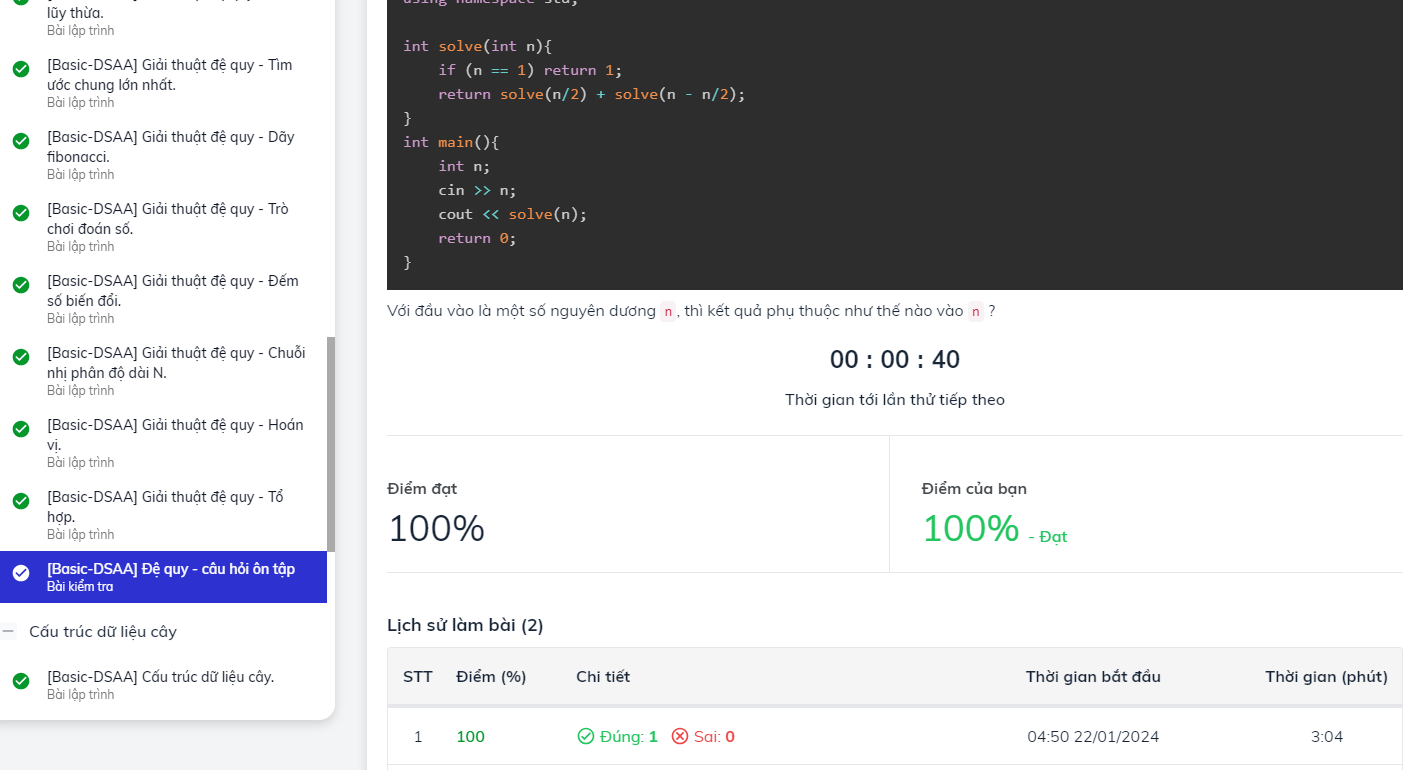 lũy thừa.
Bài lập trình
[Basic-DSAA] Giải thuật đệ quy - Tìm
ước chung lớn nhất.
Bài lập trình
[Basic-DSAA] Giải thuật đệ quy - Dãy
fibonacci.
Bài lập trình
[Basic-DSAA] Giải thuật đệ quy - Trò
chơi đoán số.
Bài lập trình
[Basic-DSAA] Giải thuật đệ quy - Đếm
số biến đổi.
Bài lập trình
[Basic-DSAA] Giải thuật đệ quy - Chuỗi
nhị phân độ dài N.
Bài lập trình
[Basic-DSAA] Giải thuật đệ quy - Hoán
vị.
Bài lập trình
[Basic-DSAA] Giải thuật đệ quy - Tổ
hợp.
Bài lập trình
[Basic-DSAA] Đệ quy - câu hỏi ôn tập
Bài kiểm tra
Cấu trúc dữ liệu cây
[Basic-DSAA] Cấu trúc dữ liệu cây.
Bài lập trình
using namespace std;
int solve(int n){
    if (n == 1) return 1;
    return solve(n/2) + solve(n - n/2);
}
int main(){
    int n;
    cin >> n;
    cout << solve(n);
    return 0;
}
Với đầu vào là một số nguyên dương n, thì kết quả phụ thuộc như thế nào vào n ?
00 : 00 : 40
Thời gian tới lần thử tiếp theo
Điểm đạt
100%
Điểm của bạn
100% - Đạt
Lịch sử làm bài (2)
STT Điểm (%) Chi tiết Thời gian bắt đầu Thời gian (phút)
1 100 Đúng: 1 Sai: 0 04:50 22/01/2024 3:04